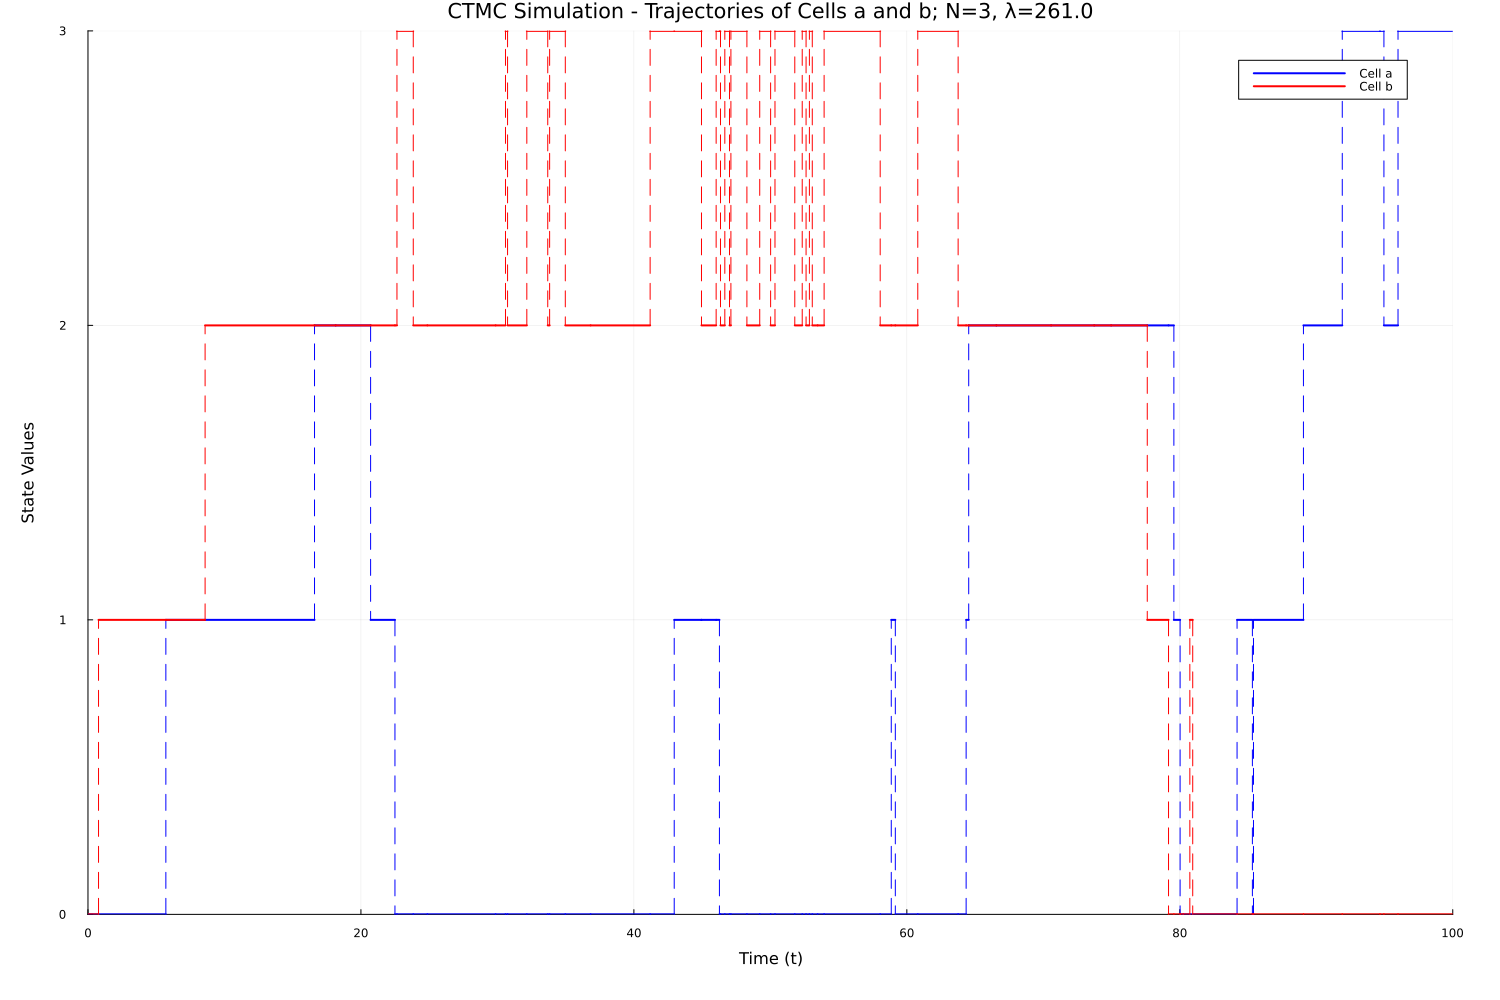 CTMC Simulation - Trajectories of Cells a and b; N=3, λ=261.0
3
Cell a
Cell b
2
State Values
1
0
0 20 40 60 80 100
Time (t)